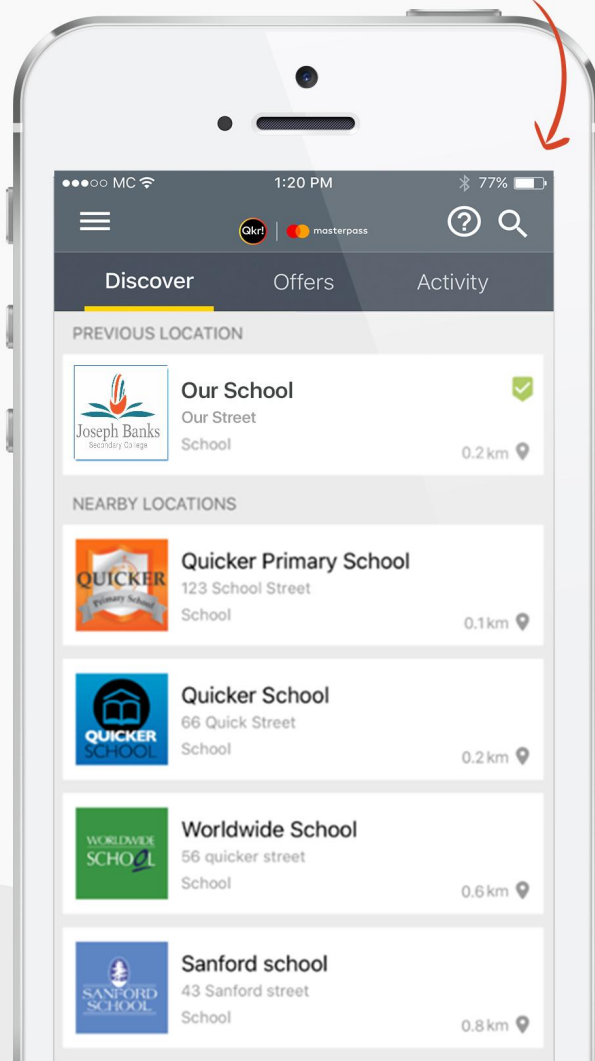 MC
1:20 PM
77%
Qkr!
masterpass
Discover
Offers
Activity
PREVIOUS LOCATION
Joseph Banks
Secondary College
Our School
Our Street
School
0.2 km
NEARBY LOCATIONS
QUICKER
Primary School
Quicker Primary School
123 School Street
School
0.1 km
QUICKER
SCHOOL
Quicker School
66 Quick Street
School
0.2 km
WORLDWIDE
SCHOOL
Worldwide School
56 quicker street
School
0.6 km
SANFORD
SCHOOL
Sanford school
43 Sanford street
School
0.8 km